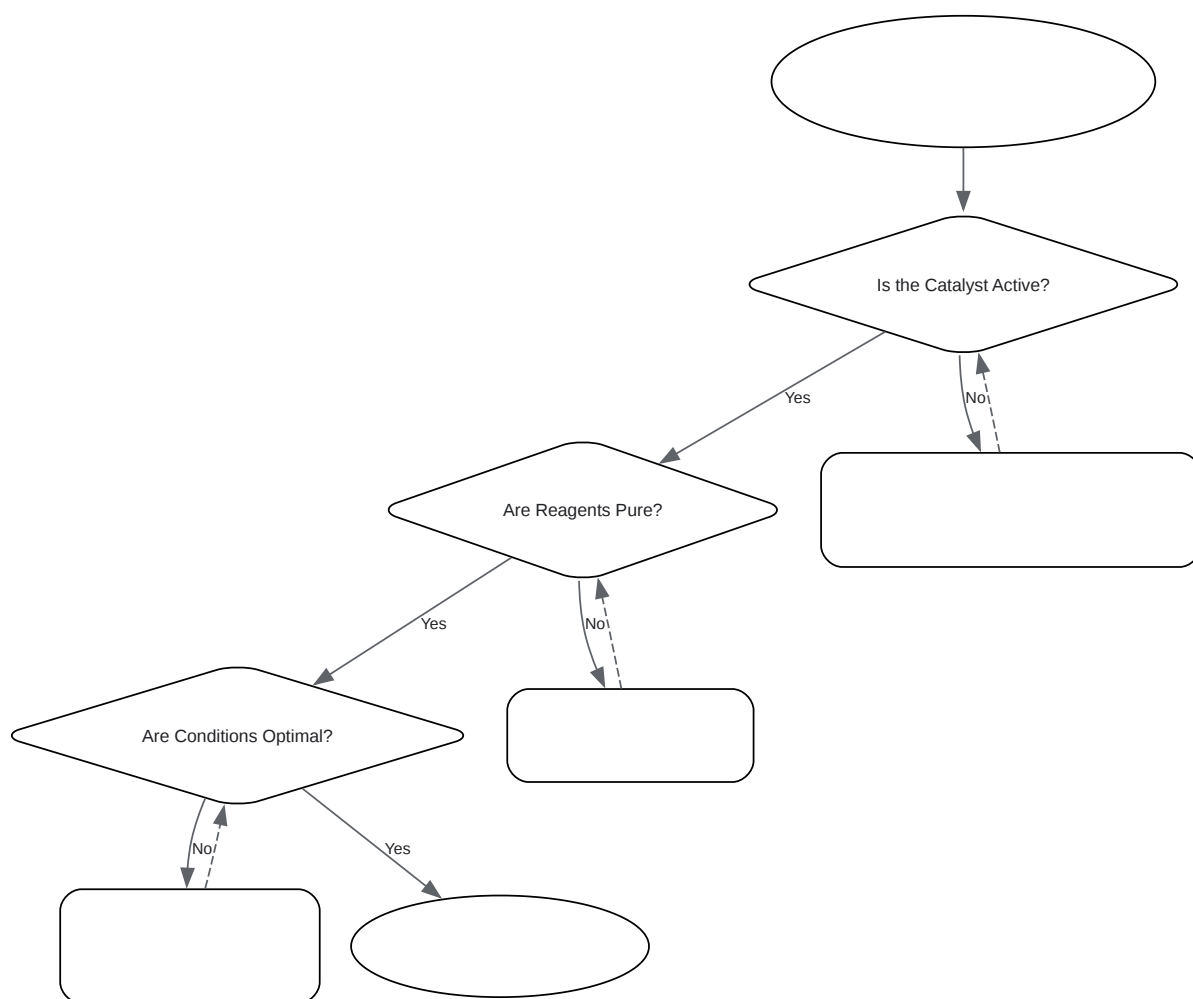 Is the Catalyst Active?
Yes
No
Are Reagents Pure?
Yes
No
Are Conditions Optimal?
No
Yes